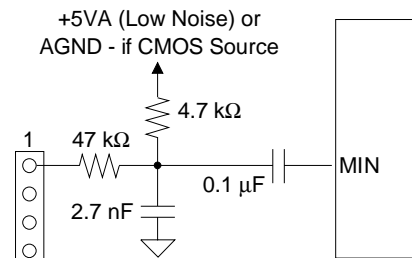 +5VA (Low Noise) or
AGND - if CMOS Source
4.7 kΩ
1
47 kΩ
MIN
0.1 μF
2.7 nF